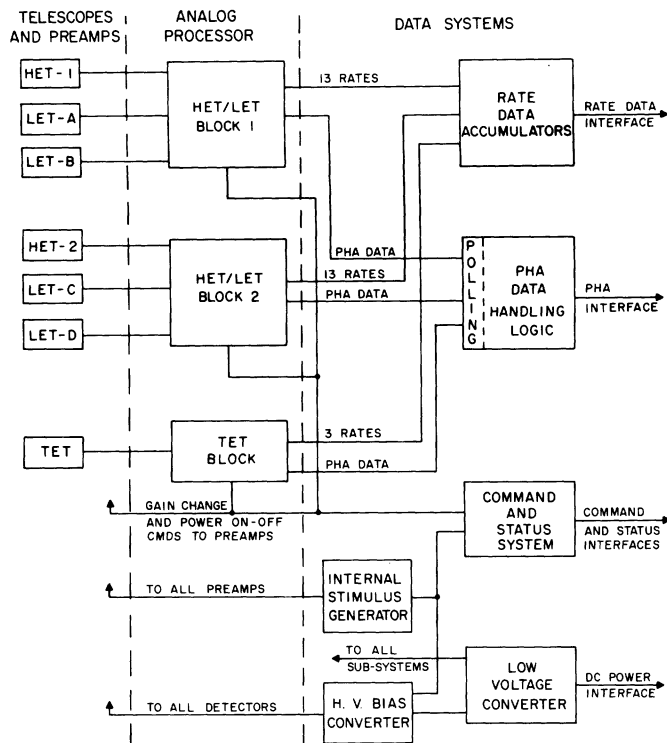 TELESCOPES
AND PREAMPS
ANALOG
PROCESSOR
DATA SYSTEMS
HET-1
LET-A
LET-B
HET/LET
BLOCK 1
13 RATES
RATE
DATA
ACCUMULATORS
RATE DATA
INTERFACE
HET-2
LET-C
LET-D
HET/LET
BLOCK 2
PHA DATA
13 RATES
PHA DATA
POLLING
PHA
DATA
HANDLING
LOGIC
PHA
INTERFACE
TET
TET
BLOCK
3 RATES
PHA DATA
GAIN CHANGE
AND POWER ON-OFF
CMDS TO PREAMPS
COMMAND
AND
STATUS
SYSTEM
COMMAND
AND STATUS
INTERFACES
TO ALL PREAMPS
INTERNAL
STIMULUS
GENERATOR
TO ALL
SUB-SYSTEMS
LOW
VOLTAGE
CONVERTER
DC POWER
INTERFACE
TO ALL DETECTORS
H. V. BIAS
CONVERTER